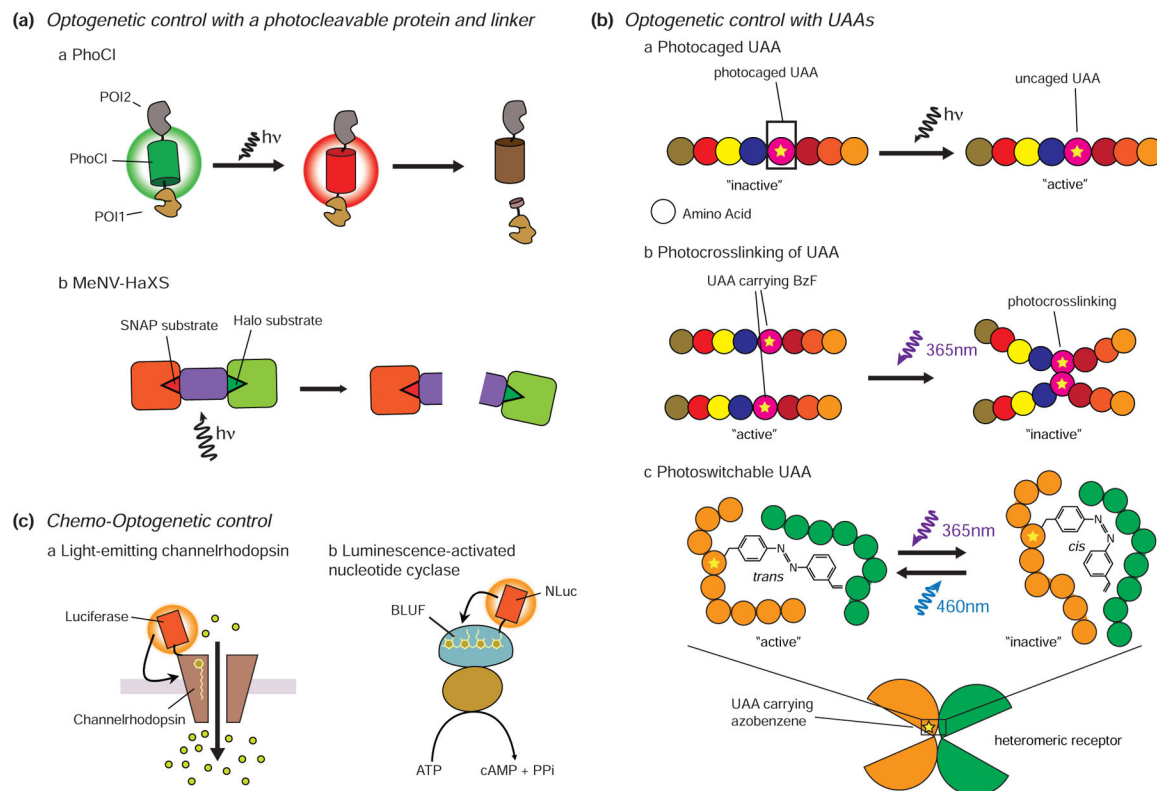 (a) Optogenetic control with a photocleavable protein and linker
a PhoCl
POI2
PhoCl
POI1
hν
b MeNV-HaXS
SNAP substrate
Halo substrate
hν
(c) Chemo-Optogenetic control
a Light-emitting channelrhodopsin
Luciferase
Channelrhodopsin
b Luminescence-activated
nucleotide cyclase
NLuc
BLUF
ATP
cAMP + PPi
(b) Optogenetic control with UAAs
a Photocaged UAA
photocaged UAA
uncaged UAA
hν
"inactive"
"active"
Amino Acid
b Photocrosslinking of UAA
UAA carrying BzF
photocrosslinking
365nm
"active"
"inactive"
c Photoswitchable UAA
N
N
trans
365nm
460nm
N
N
cis
"active"
"inactive"
UAA carrying
azobenzene
heteromeric receptor